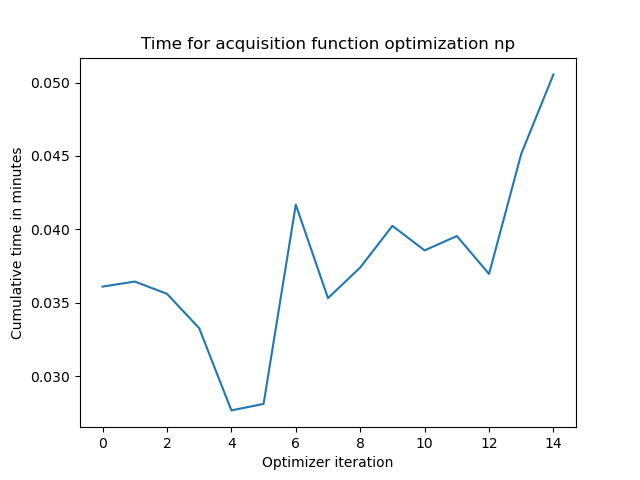 Time for acquisition function optimization np
Cumulative time in minutes
0.050
0.045
0.040
0.035
0.030
0 2 4 6 8 10 12 14
Optimizer iteration